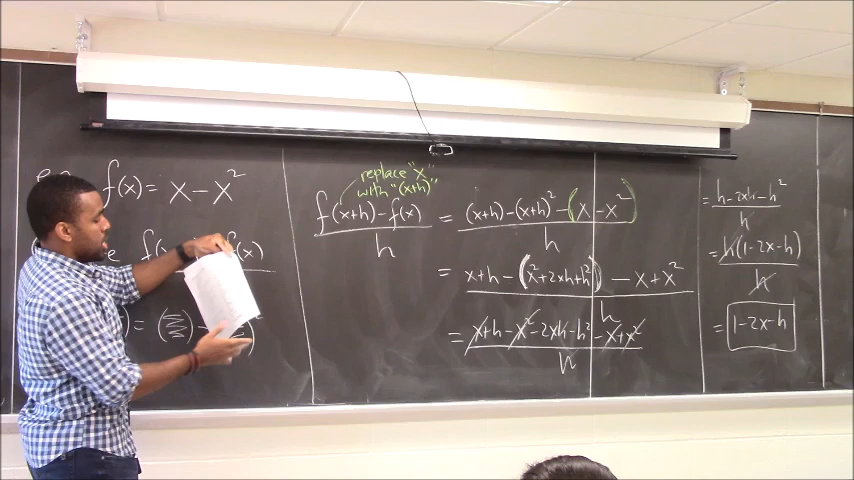 e.g. f(x) = x - x²
f(x) = ( ) - ( )²
replace "x"
with "(x+h)"
f(x+h) - f(x) / h = (x+h) - (x+h)² - (x - x²) / h
= x+h - (x²+2xh+h²) - x + x² / h
= x+h - x² - 2xh - h² - x + x² / h
= h - 2xh - h² / h
= h(1-2x-h) / h
= 1-2x-h